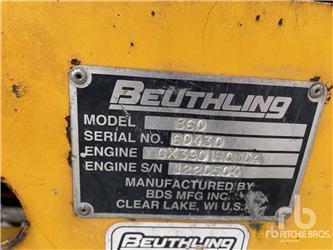 BEUTHLING
MODEL B60
SERIAL NO. 60430
ENGINE GX390 HONDA
ENGINE S/N 4220504
MANUFACTURED BY
BDS MFG INC.
CLEAR LAKE, WI U.S.A.
BEUTHLING
rb
RITCHIE BROS.